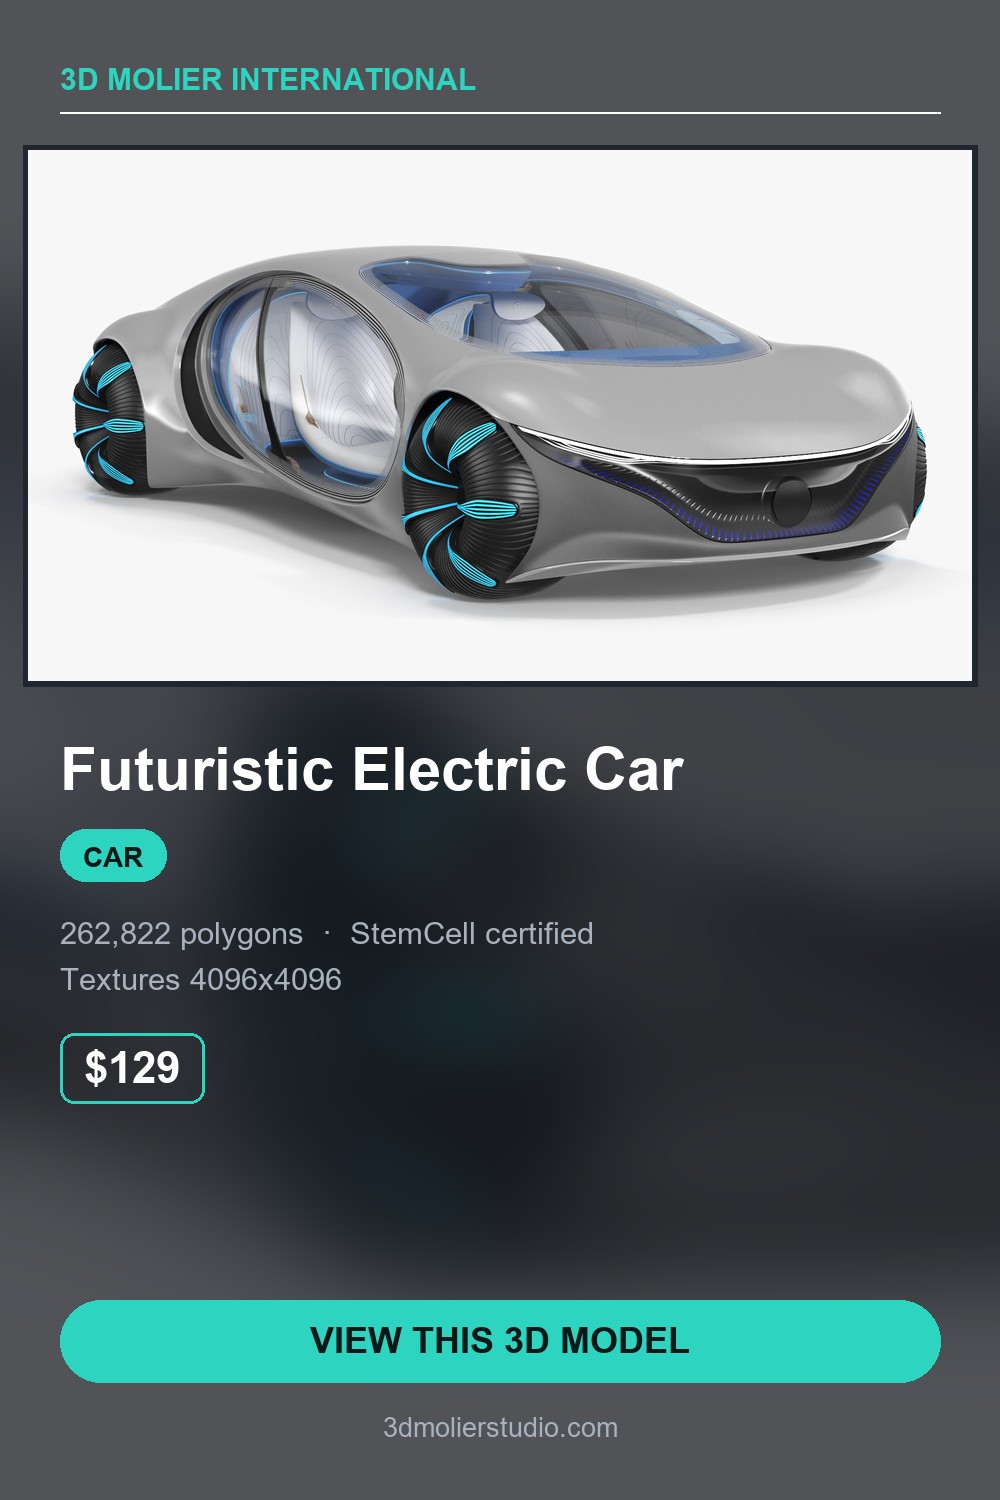 3D MOLIER INTERNATIONAL
Futuristic Electric Car
CAR
262,822 polygons · StemCell certified
Textures 4096x4096
$129
VIEW THIS 3D MODEL
3dmolierstudio.com